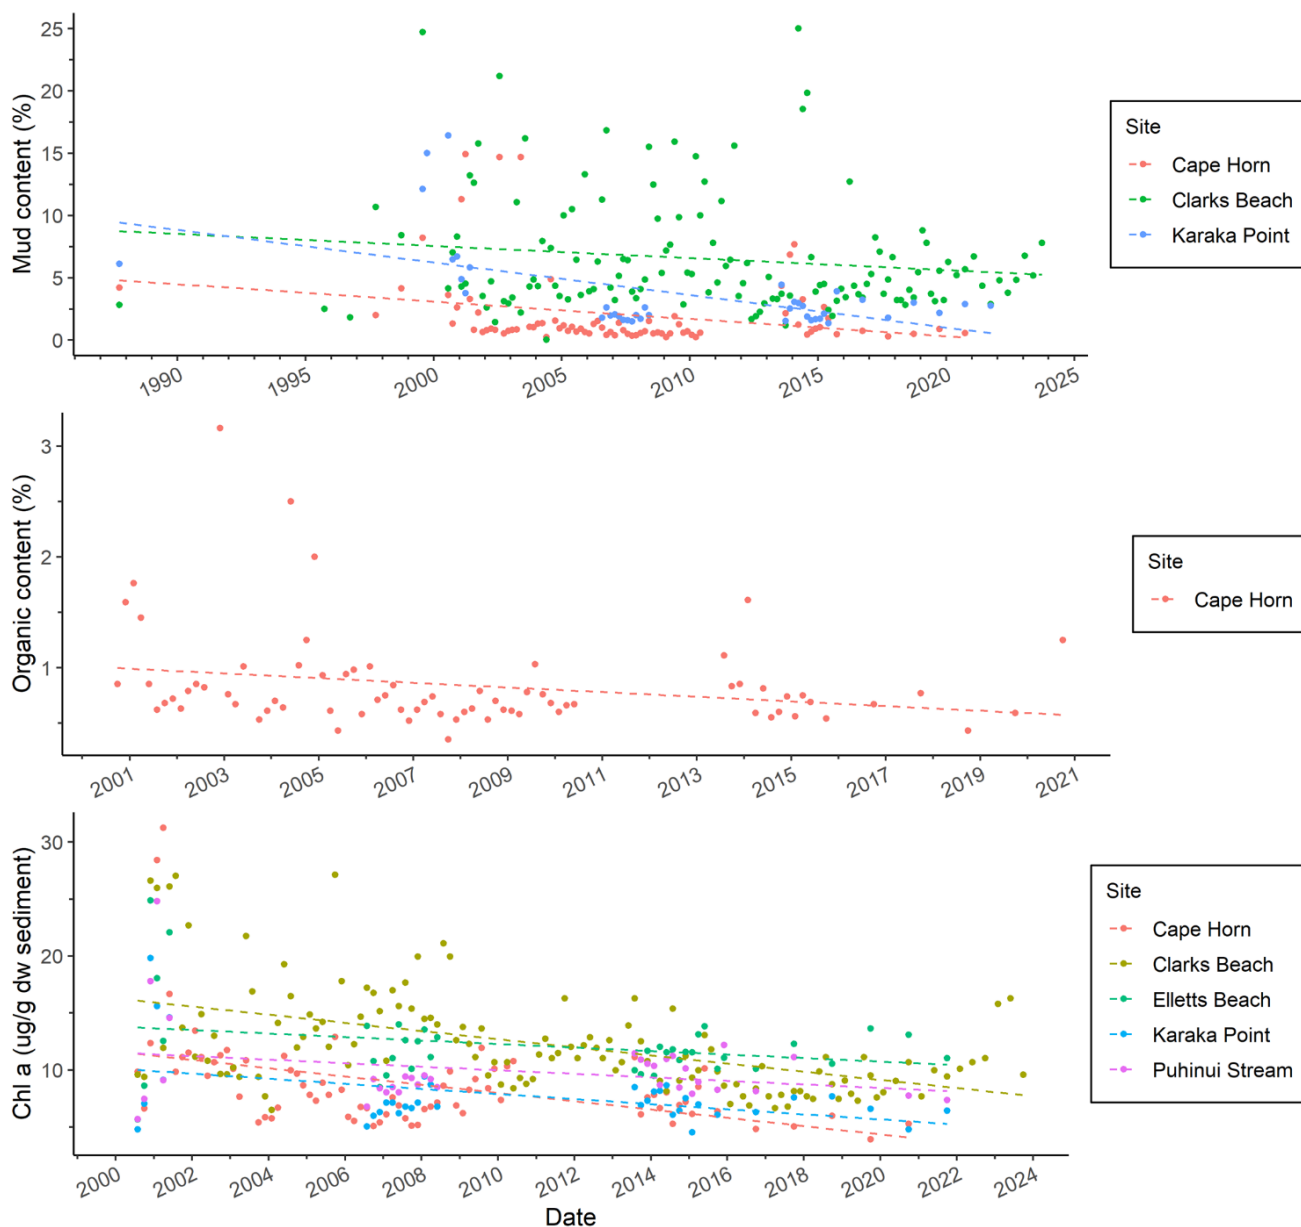 Mud content (%)
25
20
15
10
5
0
1990
1995
2000
2005
2010
2015
2020
2025
Site
Cape Horn
Clarks Beach
Karaka Point
Organic content (%)
3
2
1
2001
2003
2005
2007
2009
2011
2013
2015
2017
2019
2021
Site
Cape Horn
Chl a (ug/g dw sediment)
30
20
10
2000
2002
2004
2006
2008
2010
2012
2014
2016
2018
2020
2022
2024
Date
Site
Cape Horn
Clarks Beach
Elletts Beach
Karaka Point
Puhinui Stream